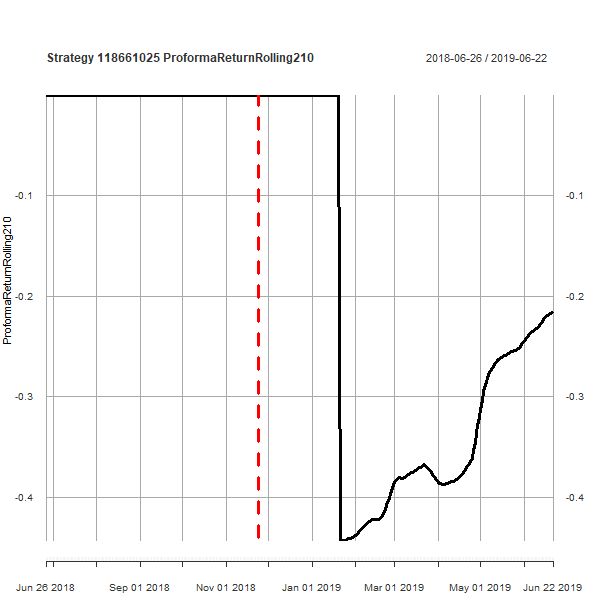 Strategy 118661025 ProformaReturnRolling210
2018-06-26 / 2019-06-22
-0.1 -0.1
-0.2 -0.2
-0.3 -0.3
-0.4 -0.4
ProformaReturnRolling210
Jun 26 2018 Sep 01 2018 Nov 01 2018 Jan 01 2019 Mar 01 2019 May 01 2019 Jun 22 2019